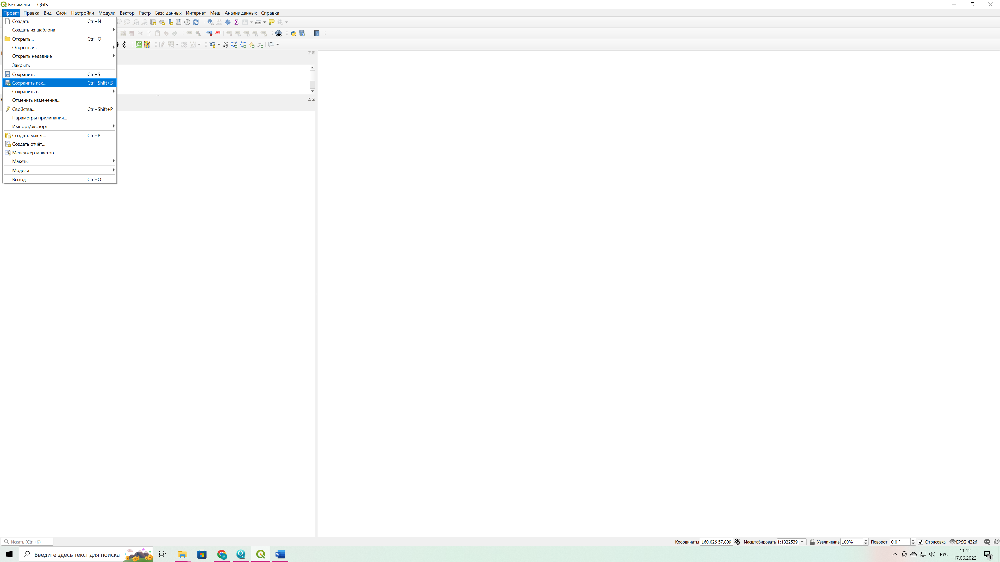 Без имени — QGIS
Проект Правка Вид Слой Настройки Модули Вектор Растр База данных Интернет Меш Анализ данных Справка
Создать Ctrl+N
Создать из шаблона
Открыть... Ctrl+O
Открыть из
Открыть недавние
Закрыть
Сохранить Ctrl+S
Сохранить как... Ctrl+Shift+S
Сохранить в
Отменить изменения...
Свойства... Ctrl+Shift+P
Параметры прилипания...
Импорт/экспорт
Создать макет... Ctrl+P
Создать отчёт...
Менеджер макетов...
Макеты
Модели
Выход Ctrl+Q
Искать (Ctrl+K)
Координаты 160,026 57,809 Масштабировать 1:1322539 Увеличение 100% Поворот 0,0 ° Отрисовка EPSG:4326
Введите здесь текст для поиска
РУС
11:12
17.06.2022
4